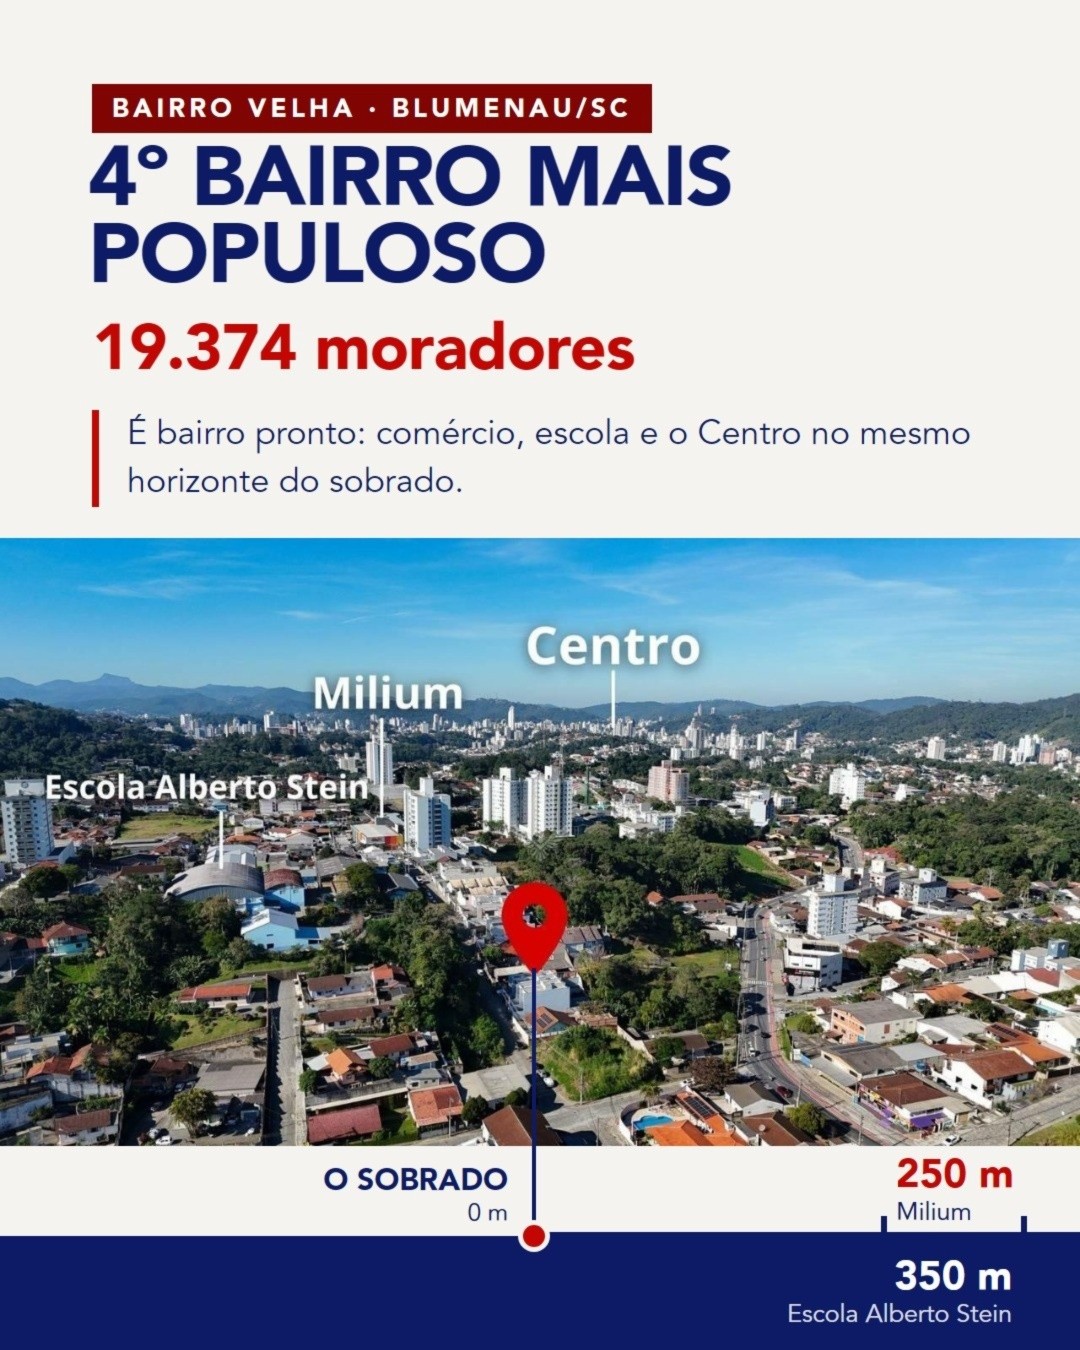 BAIRRO VELHA · BLUMENAU/SC
4º BAIRRO MAIS
POPULOSO
19.374 moradores
É bairro pronto: comércio, escola e o Centro no mesmo
horizonte do sobrado.
Centro
Milium
Escola Alberto Stein
O SOBRADO
0 m
250 m
Milium
350 m
Escola Alberto Stein